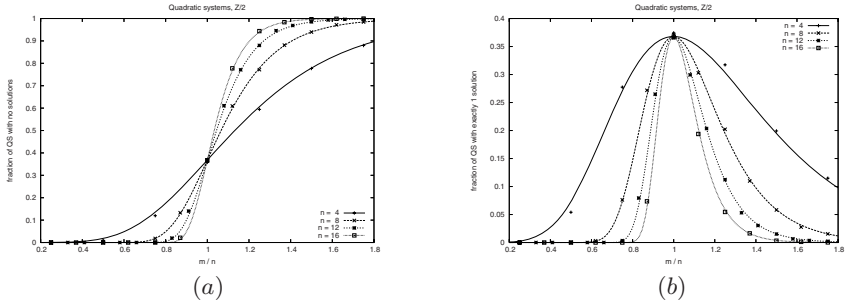 Quadratic systems, Z/2
fraction of QS with no solutions
1
0.9
0.8
0.7
0.6
0.5
0.4
0.3
0.2
0.1
0
n = 4
n = 8
n = 12
n = 16
0.2 0.4 0.6 0.8 1 1.2 1.4 1.6 1.8
m / n
(a)
Quadratic systems, Z/2
fraction of QS with exactly 1 solution
0.4
0.35
0.3
0.25
0.2
0.15
0.1
0.05
0
n = 4
n = 8
n = 12
n = 16
0.2 0.4 0.6 0.8 1 1.2 1.4 1.6 1.8
m / n
(b)